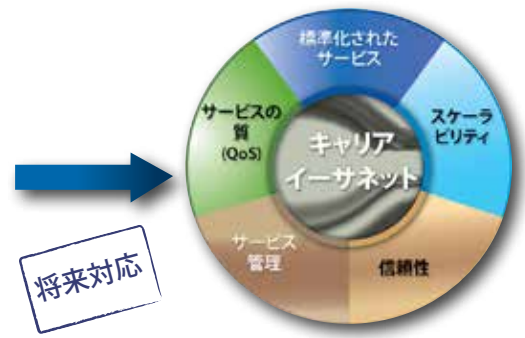 標準化された
サービス
スケーラ
ビリティ
サービスの
質
(QoS)
キャリア
イーサネット
サービス
管理
信頼性
将来対応